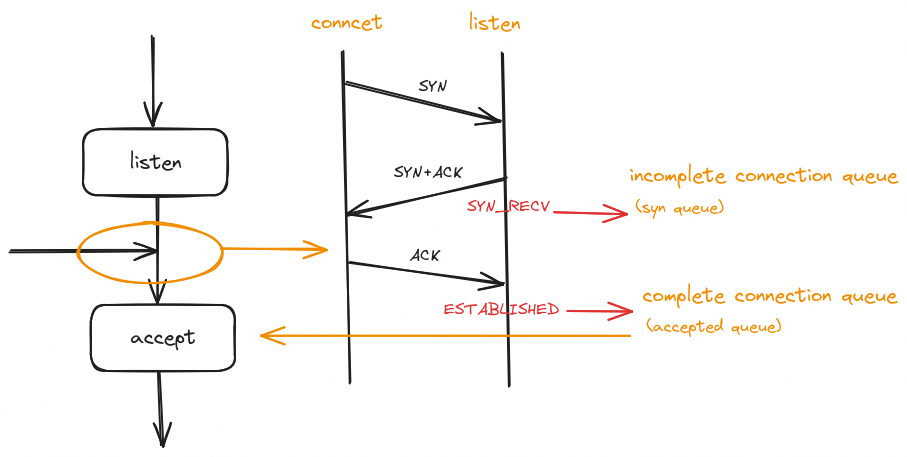 conncet
listen
SYN
listen
SYN+ACK
incomplete connection queue
SYN_RECV
(syn queue)
ACK
complete connection queue
ESTABLISHED
(accepted queue)
accept